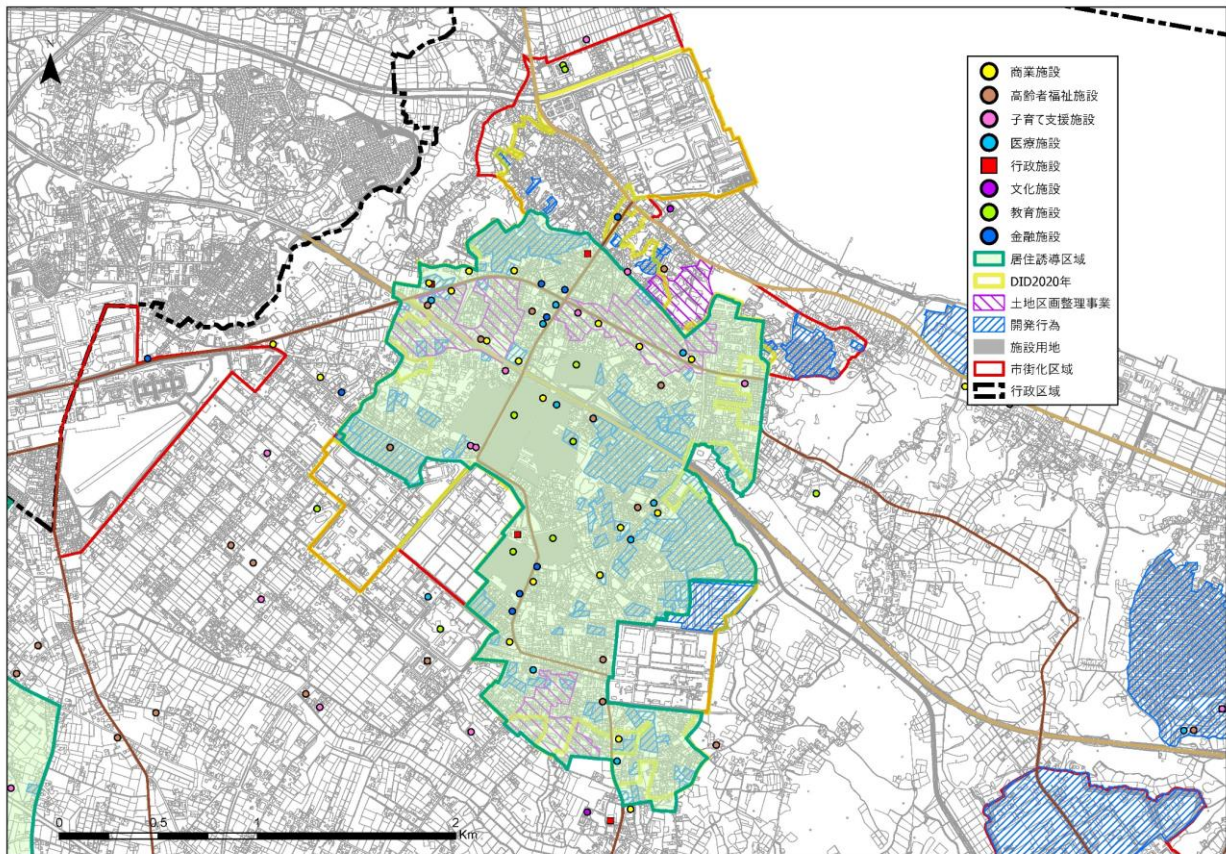 商業施設
高齢者福祉施設
子育て支援施設
医療施設
行政施設
文化施設
教育施設
金融施設
居住誘導区域
DID2020年
土地区画整理事業
開発行為
施設用地
市街化区域
行政区域
0 0.5 1 2
Km